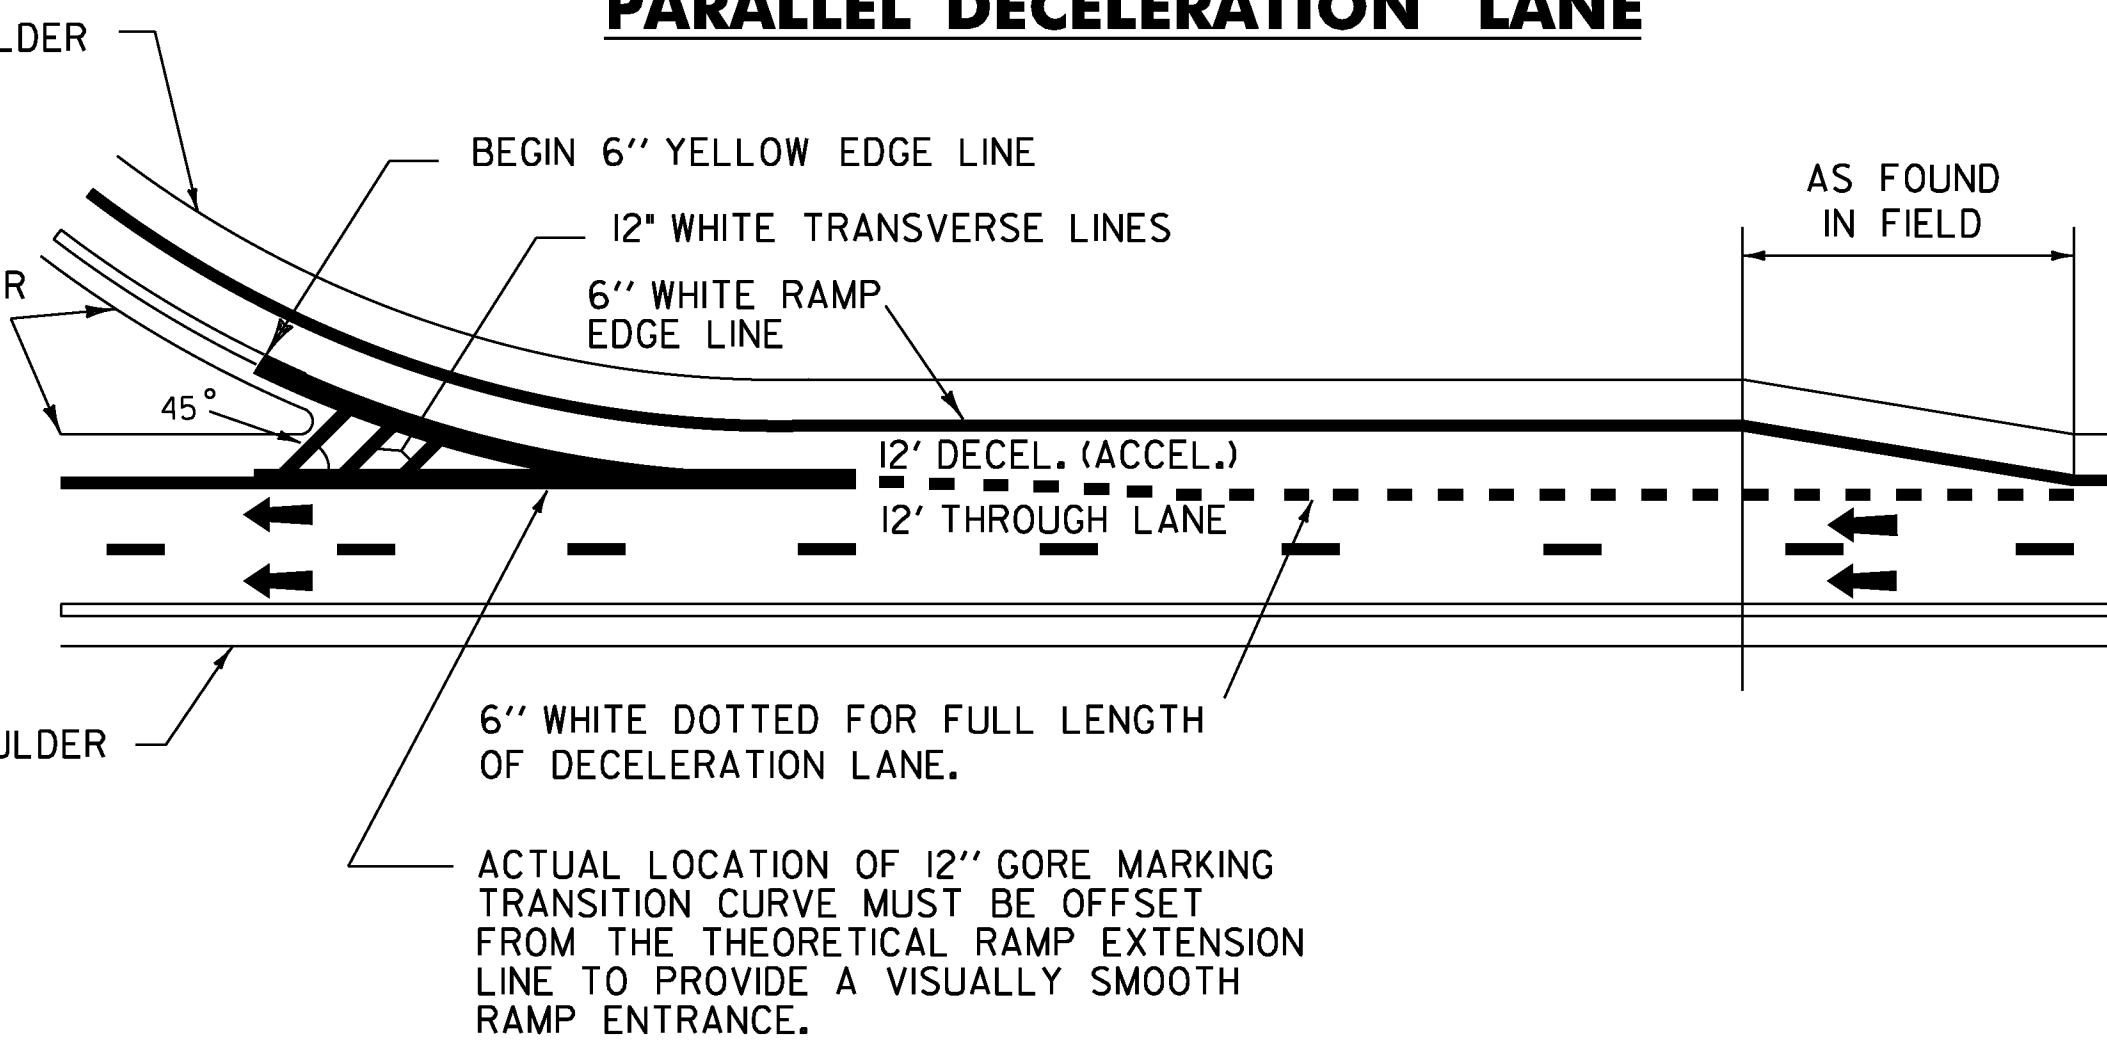 PARALLEL DECELERATION LANE
LDER
BEGIN 6'' YELLOW EDGE LINE
AS FOUND
IN FIELD
12" WHITE TRANSVERSE LINES
R
6'' WHITE RAMP
EDGE LINE
45°
12' DECEL. (ACCEL.)
12' THROUGH LANE
6'' WHITE DOTTED FOR FULL LENGTH
OF DECELERATION LANE.
ULDER
ACTUAL LOCATION OF 12'' GORE MARKING
TRANSITION CURVE MUST BE OFFSET
FROM THE THEORETICAL RAMP EXTENSION
LINE TO PROVIDE A VISUALLY SMOOTH
RAMP ENTRANCE.